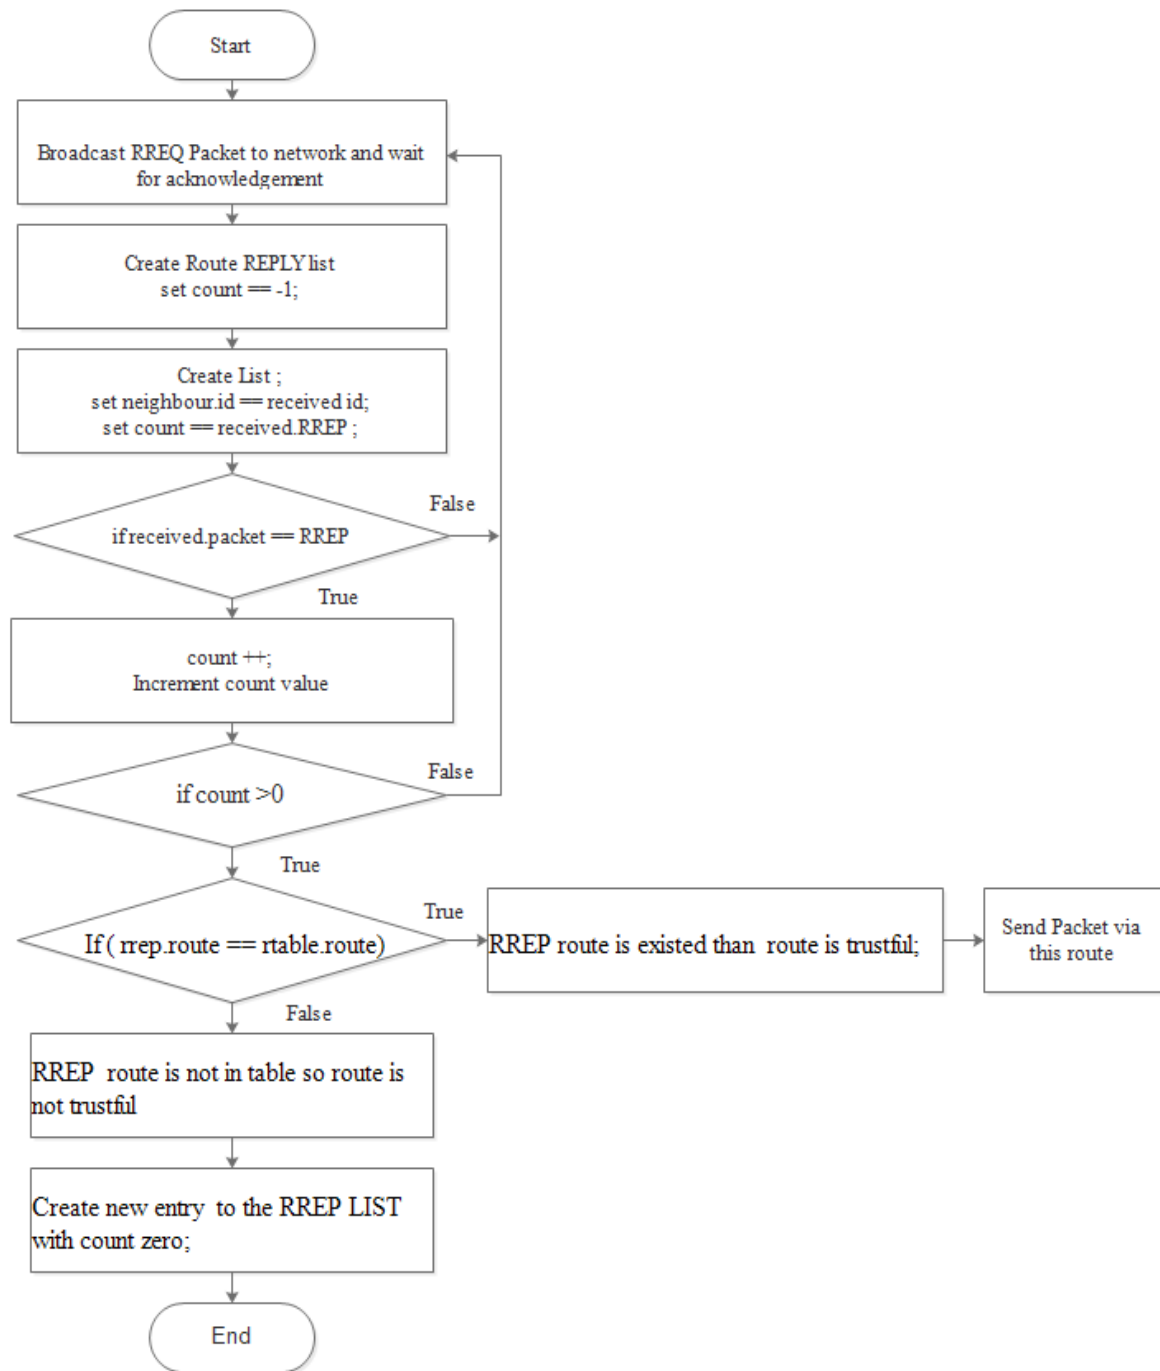 Start
Broadcast RREQ Packet to network and wait
for acknowledgement
Create Route REPLY list
set count == -1;
Create List ;
set neighbour.id == received id;
set count == received.RREP ;
False
if received.packet == RREP
True
count ++;
Increment count value
False
if count >0
True
True
If ( rrep.route == rtable.route)
RREP route is existed than route is trustful;
Send Packet via
this route
False
RREP route is not in table so route is
not trustful
Create new entry to the RREP LIST
with count zero;
End